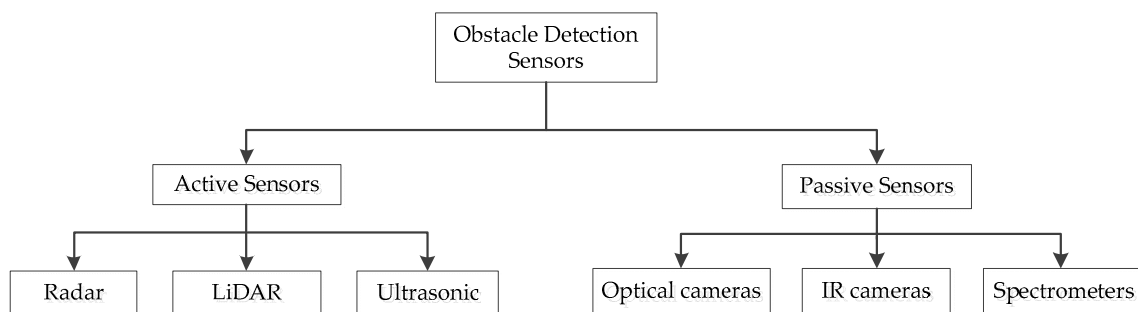 Obstacle Detection
Sensors
Active Sensors
Passive Sensors
Radar
LiDAR
Ultrasonic
Optical cameras
IR cameras
Spectrometers